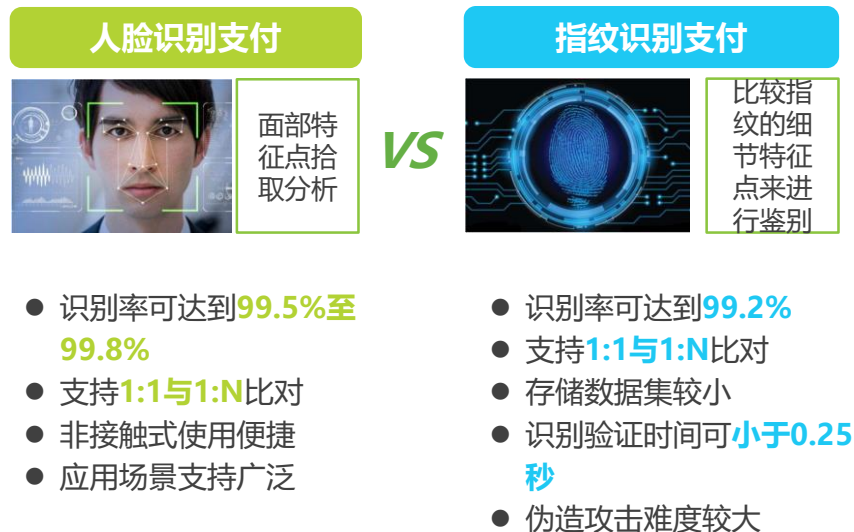 人脸识别支付
指纹识别支付
面部特
征点拾
取分析
VS
比较指
纹的细
节特征
点来进
行鉴别
● 识别率可达到99.5%至
99.8%
● 支持1:1与1:N比对
● 非接触式使用便捷
● 应用场景支持广泛
● 识别率可达到99.2%
● 支持1:1与1:N比对
● 存储数据集较小
● 识别验证时间可小于0.25
秒
● 伪造攻击难度较大